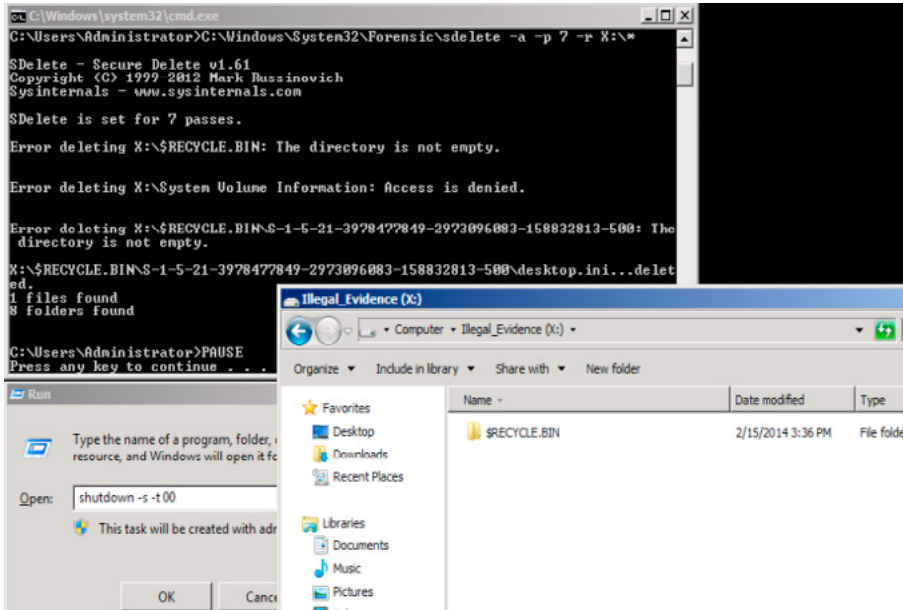 C:\Windows\system32\cmd.exe
C:\Users\Administrator>C:\Windows\System32\Forensic\sdelete -a -p 7 -r X:\*
SDelete - Secure Delete v1.61
Copyright (C) 1999-2012 Mark Russinovich
Sysinternals - www.sysinternals.com
SDelete is set for 7 passes.
Error deleting X:\$RECYCLE.BIN: The directory is not empty.
Error deleting X:\System Volume Information: Access is denied.
Error deleting X:\$RECYCLE.BIN\S-1-5-21-3978477849-2973096083-158832813-500: The
directory is not empty.
X:\$RECYCLE.BIN\S-1-5-21-3978477849-2973096083-158832813-500\desktop.ini...delet
ed.
1 files found
8 folders found
C:\Users\Administrator>PAUSE
Press any key to continue . . .
Run
Type the name of a program, folder,
resource, and Windows will open it fo
Open:
shutdown -s -t 00
This task will be created with adr
OK
Cance
Illegal_Evidence (X:)
Computer
Illegal_Evidence (X:)
Organize
Include in library
Share with
New folder
Favorites
Desktop
Downloads
Recent Places
Libraries
Documents
Music
Pictures
Name
Date modified
Type
$RECYCLE.BIN
2/15/2014 3:36 PM
File folde